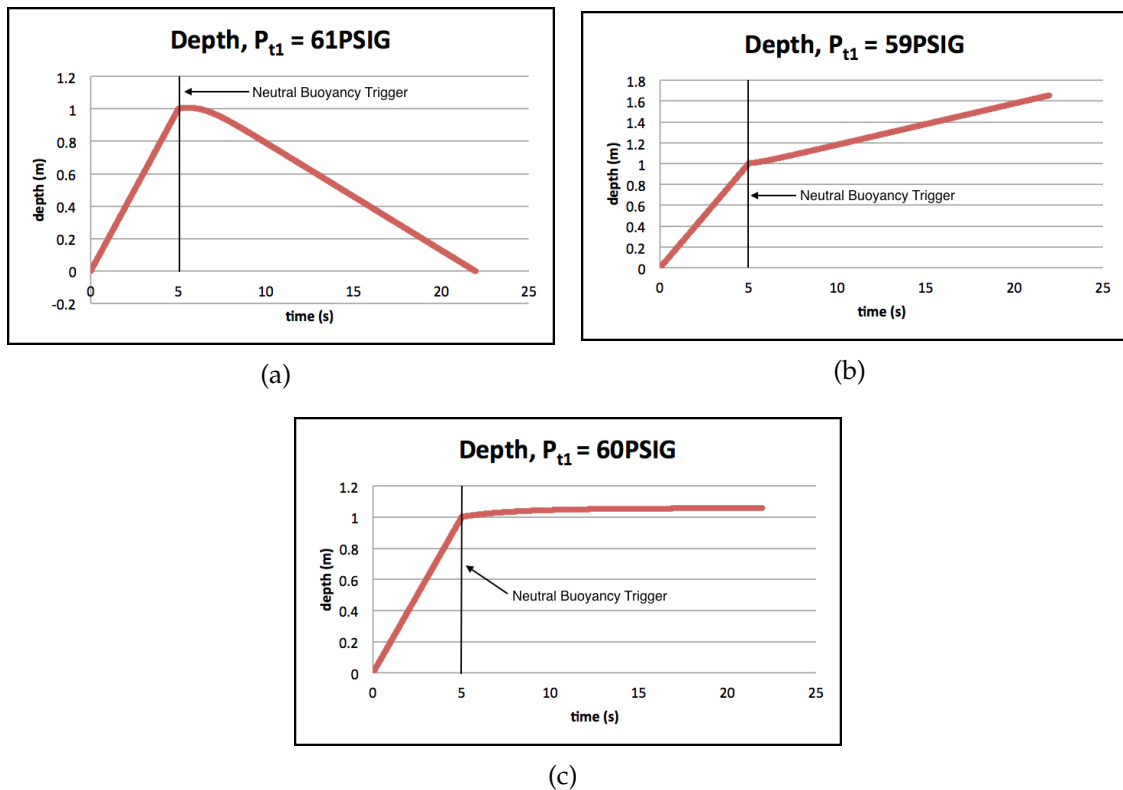 Depth, Pt1 = 61PSIG
1.2
1
0.8
0.6
0.4
0.2
0
-0.2
depth (m)
Neutral Buoyancy Trigger
0 5 10 15 20 25
time (s)
(a)
Depth, Pt1 = 59PSIG
1.8
1.6
1.4
1.2
1
0.8
0.6
0.4
0.2
0
depth (m)
Neutral Buoyancy Trigger
0 5 10 15 20 25
time (s)
(b)
Depth, Pt1 = 60PSIG
1.2
1
0.8
0.6
0.4
0.2
0
depth (m)
Neutral Buoyancy Trigger
0 5 10 15 20 25
time (s)
(c)